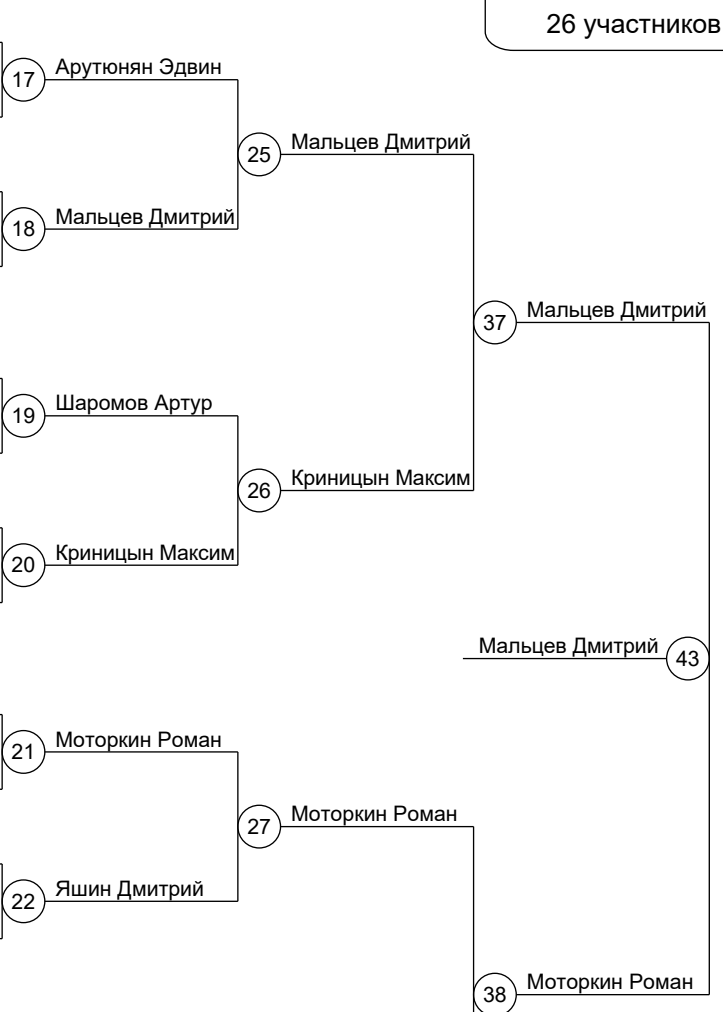 26 участников
17 Арутюнян Эдвин
25 Мальцев Дмитрий
18 Мальцев Дмитрий
37 Мальцев Дмитрий
19 Шаромов Артур
26 Криницын Максим
20 Криницын Максим
Мальцев Дмитрий 43
21 Моторкин Роман
27 Моторкин Роман
22 Яшин Дмитрий
38 Моторкин Роман